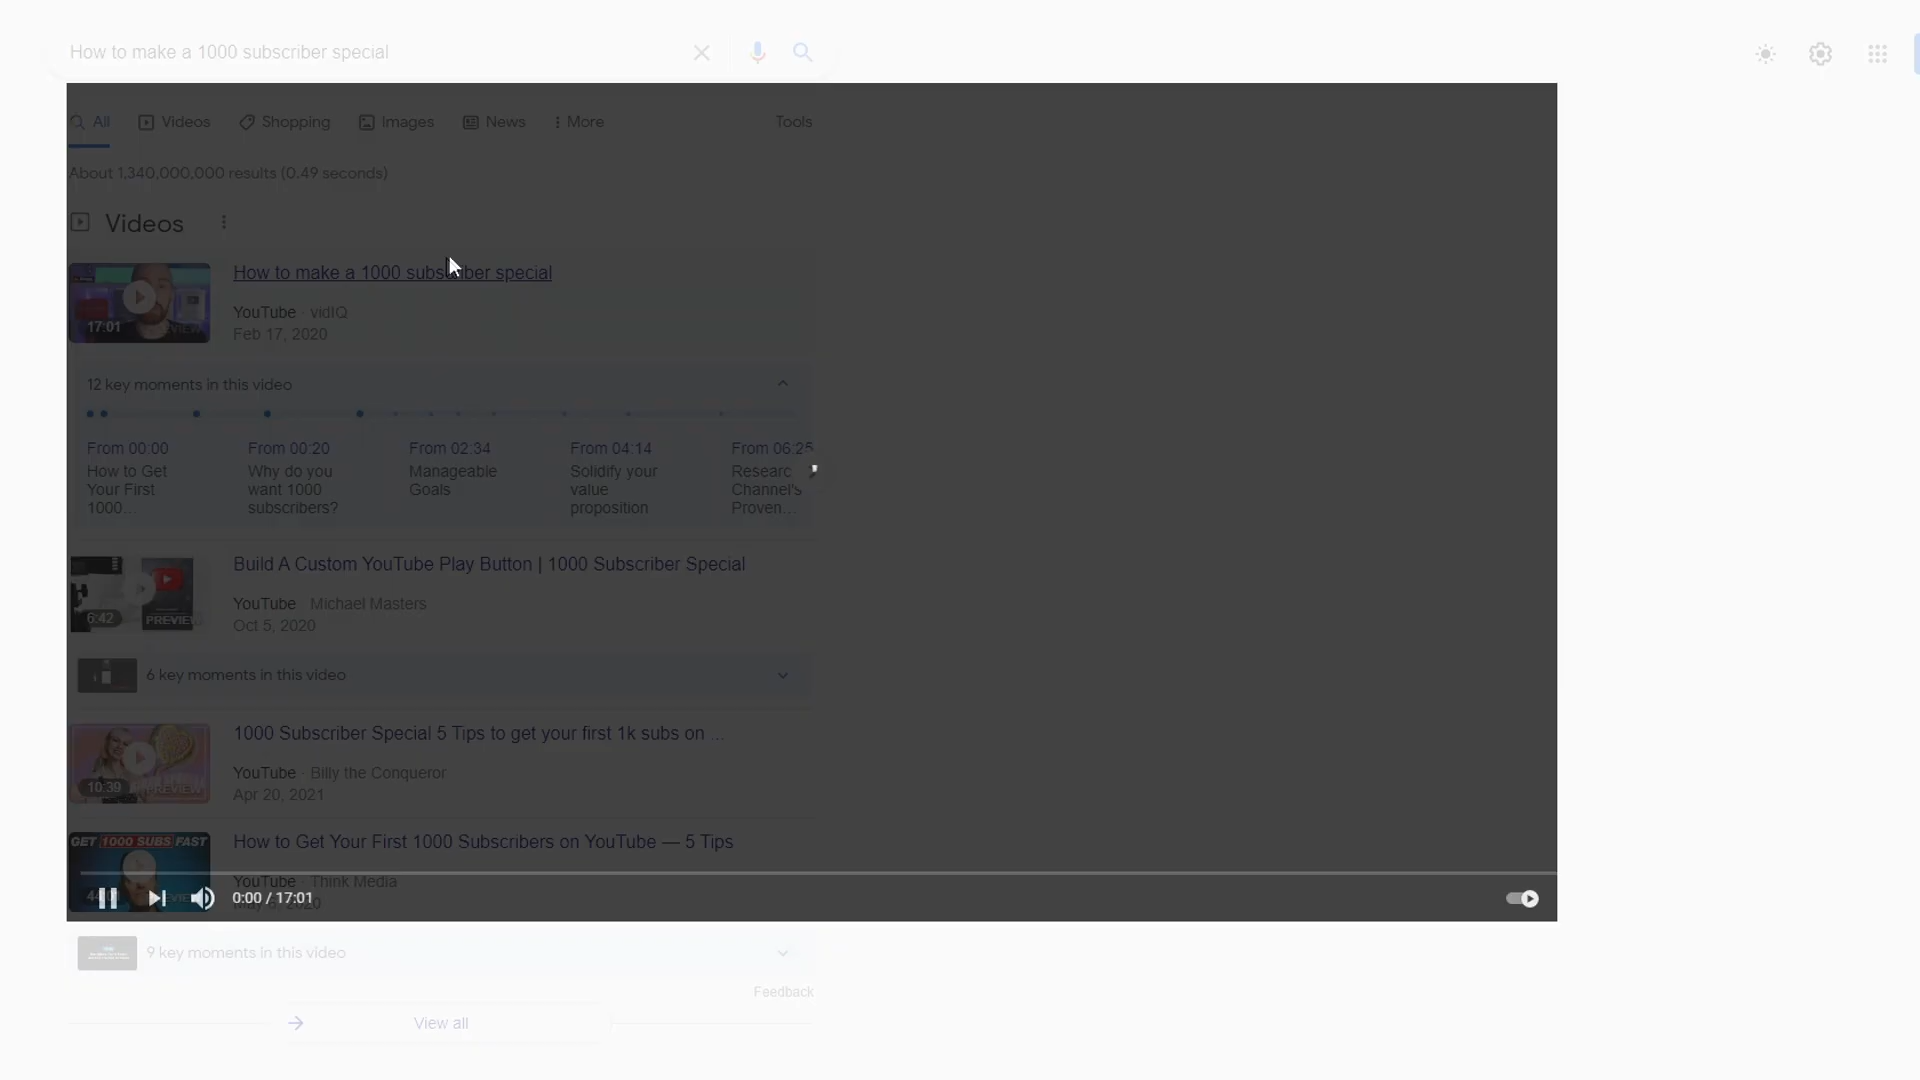 How to make a 1000 subscriber special
All
Videos
Shopping
Images
News
More
Tools
About 1,340,000,000 results (0.49 seconds)
Videos
How to make a 1000 subscriber special
YouTube · vidIQ
17:01
Feb 17, 2020
12 key moments in this video
From 00:00
From 00:20
From 02:34
From 04:14
From 06:25
How to Get
Your First
1000...
Why do you
want 1000
subscribers?
Manageable
Goals
Solidify your
value
proposition
Researc
Channel's
Proven...
Build A Custom YouTube Play Button | 1000 Subscriber Special
YouTube · Michael Masters
6:42
PREVIEW
Oct 5, 2020
6 key moments in this video
1000 Subscriber Special 5 Tips to get your first 1k subs on ...
YouTube · Billy the Conqueror
10:39
PREVIEW
Apr 20, 2021
GET 1000 SUBS FAST
How to Get Your First 1000 Subscribers on YouTube — 5 Tips
YouTube · Think Media
0:00 / 17:01
9 key moments in this video
Feedback
View all